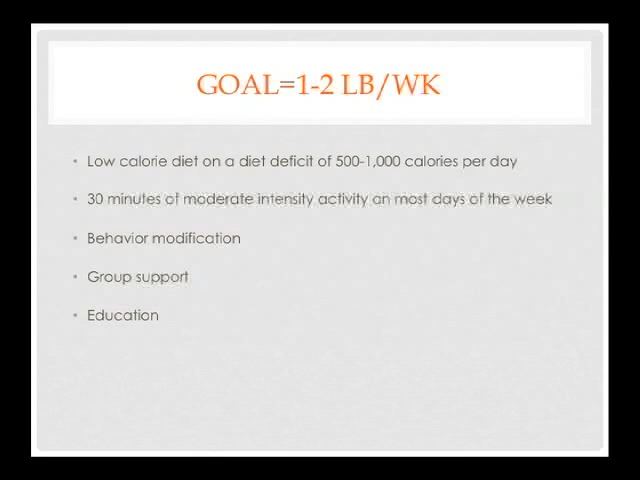 GOAL=1-2 LB/WK
• Low calorie diet on a diet deficit of 500-1,000 calories per day
• 30 minutes of moderate intensity activity on most days of the week
• Behavior modification
• Group support
• Education